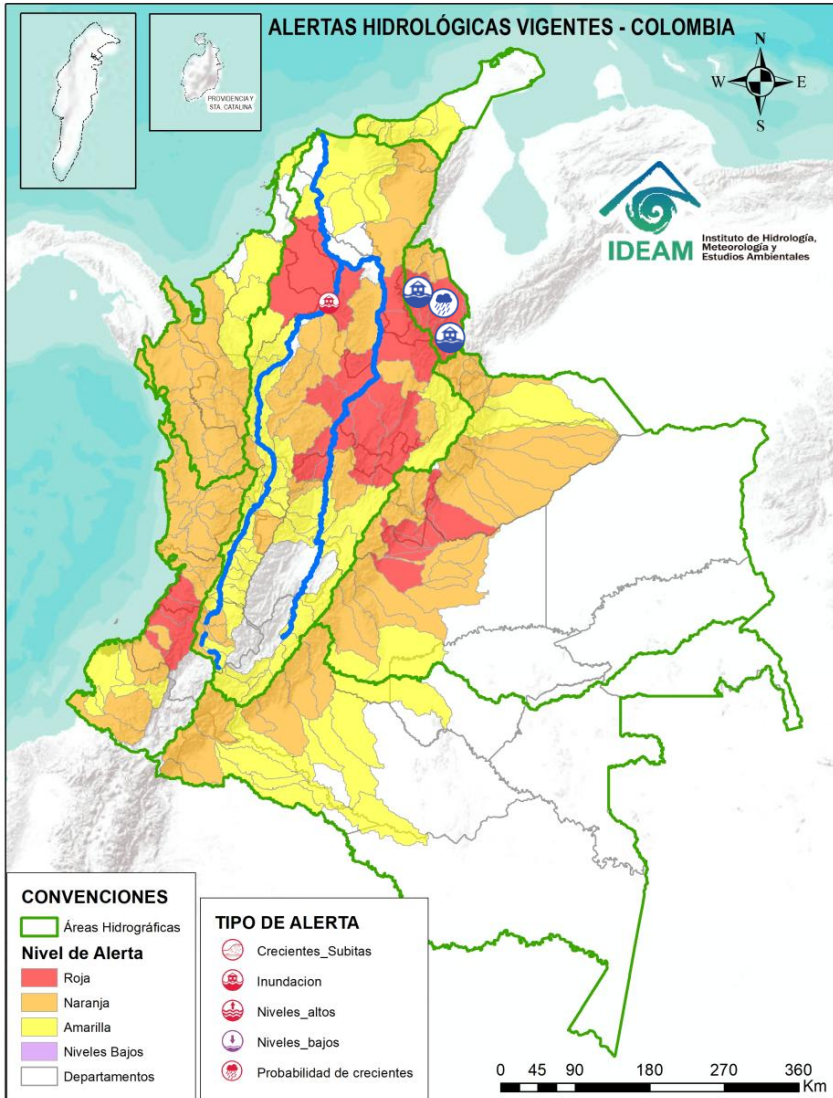 ALERTAS HIDROLÓGICAS VIGENTES - COLOMBIA
PROVIDENCIA Y
STA. CATALINA
N
W
E
S
IDEAM
Instituto de Hidrología,
Meteorología y
Estudios Ambientales
CONVENCIONES
Áreas Hidrográficas
Nivel de Alerta
Roja
Naranja
Amarilla
Niveles Bajos
Departamentos
TIPO DE ALERTA
Crecientes_Subitas
Inundacion
Niveles_altos
Niveles_bajos
Probabilidad de crecientes
0 45 90 180 270 360
Km